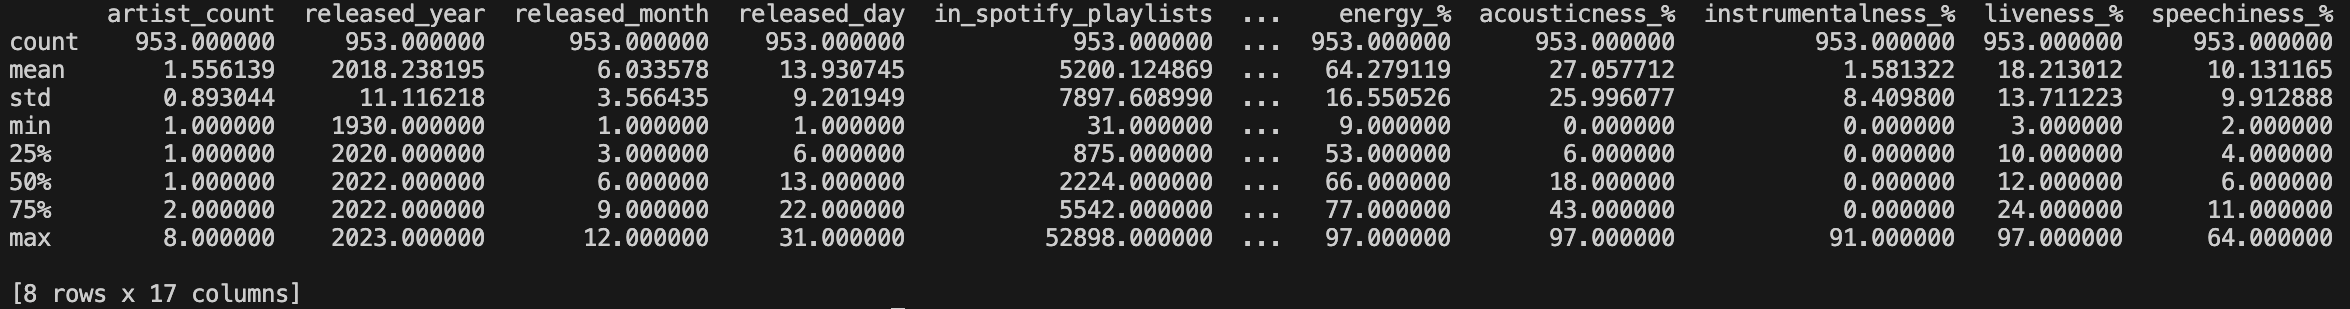 artist_count  released_year  released_month  released_day  in_spotify_playlists  ...    energy_%  acousticness_%  instrumentalness_%  liveness_%  speechiness_%
count    953.000000     953.000000      953.000000    953.000000            953.000000  ...  953.000000      953.000000          953.000000  953.000000     953.000000
mean       1.556139    2018.238195        6.033578     13.930745           5200.124869  ...   64.279119       27.057712            1.581322   18.213012      10.131165
std        0.893044      11.116218        3.566435      9.201949           7897.608990  ...   16.550526       25.996077            8.409800   13.711223       9.912888
min        1.000000    1930.000000        1.000000      1.000000             31.000000  ...    9.000000        0.000000            0.000000    3.000000       2.000000
25%        1.000000    2020.000000        3.000000      6.000000            875.000000  ...   53.000000        6.000000            0.000000   10.000000       4.000000
50%        1.000000    2022.000000        6.000000     13.000000           2224.000000  ...   66.000000       18.000000            0.000000   12.000000       6.000000
75%        2.000000    2022.000000        9.000000     22.000000           5542.000000  ...   77.000000       43.000000            0.000000   24.000000      11.000000
max        8.000000    2023.000000       12.000000     31.000000          52898.000000  ...   97.000000       97.000000           91.000000   97.000000      64.000000
[8 rows x 17 columns]